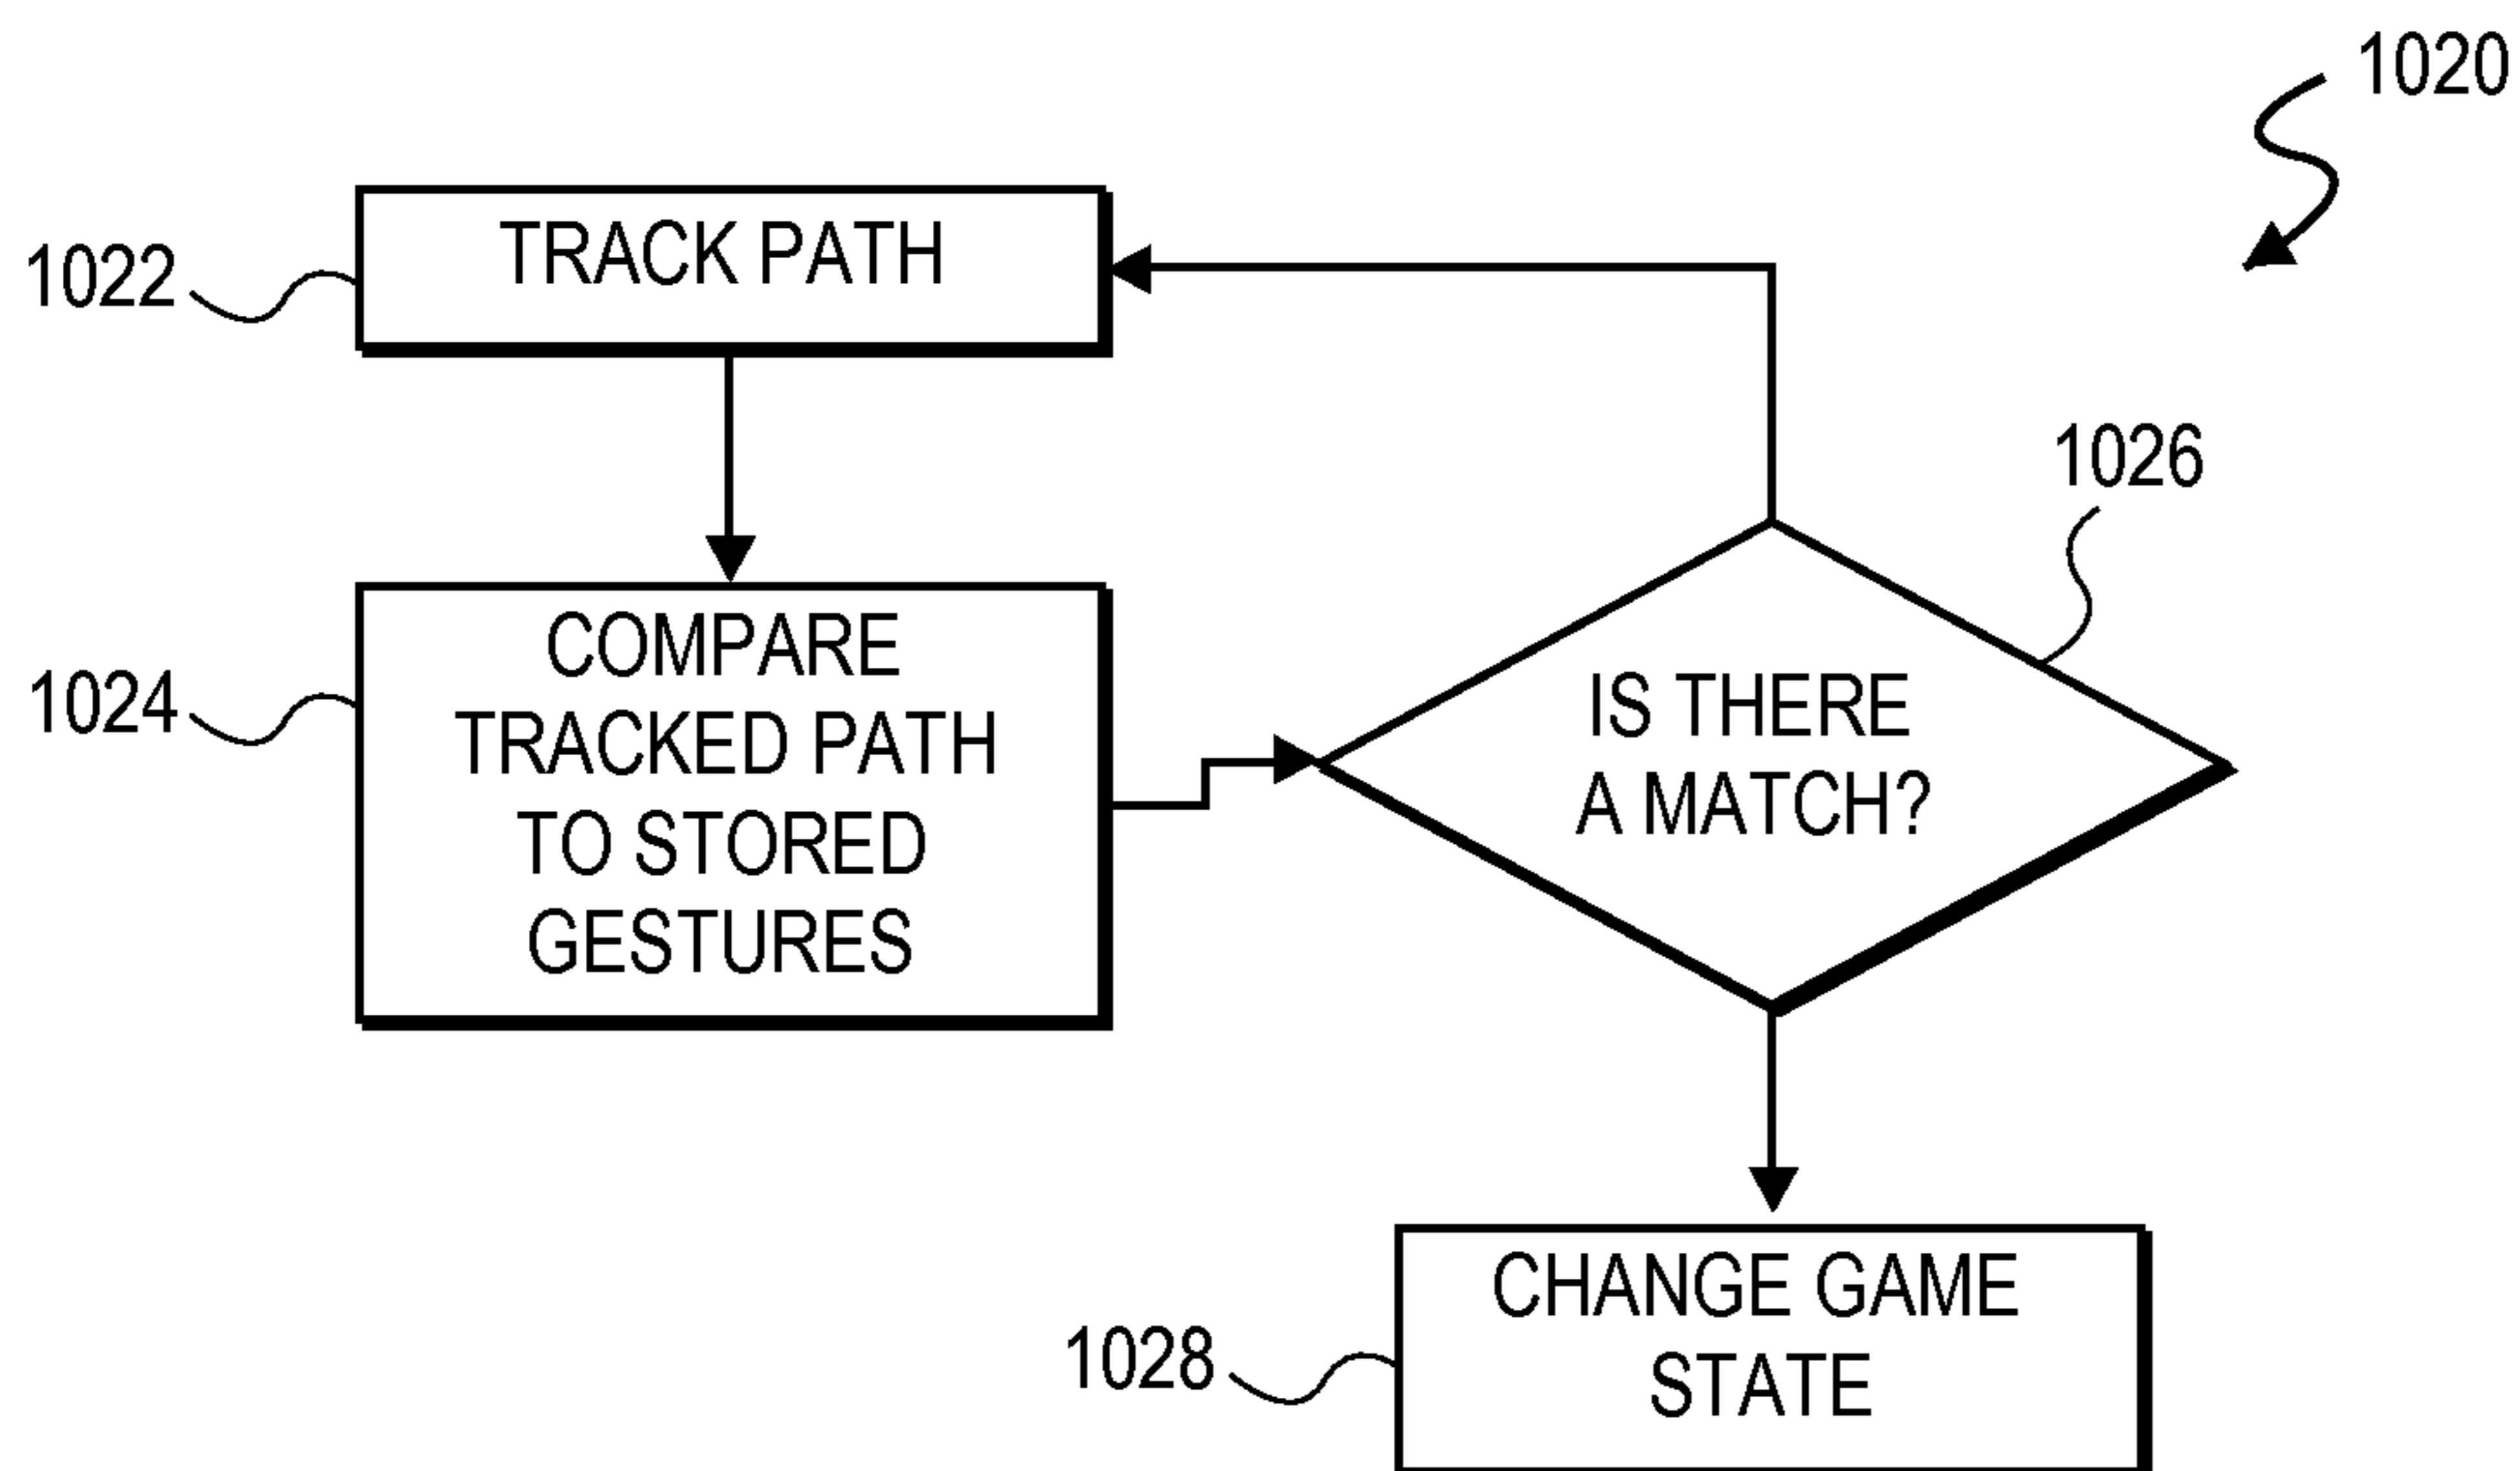 1020
1022
TRACK PATH
1024
COMPARE
TRACKED PATH
TO STORED
GESTURES
1026
IS THERE
A MATCH?
1028
CHANGE GAME
STATE